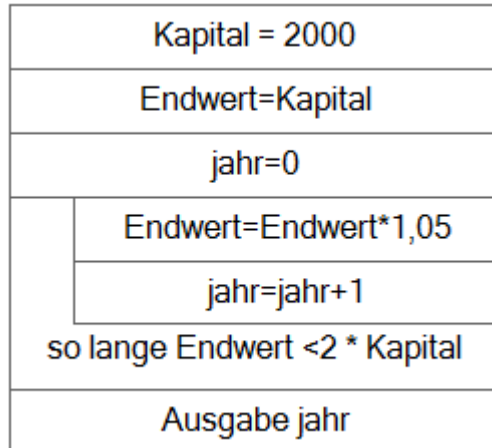 Kapital = 2000
Endwert=Kapital
jahr=0
Endwert=Endwert*1,05
jahr=jahr+1
so lange Endwert <2 * Kapital
Ausgabe jahr